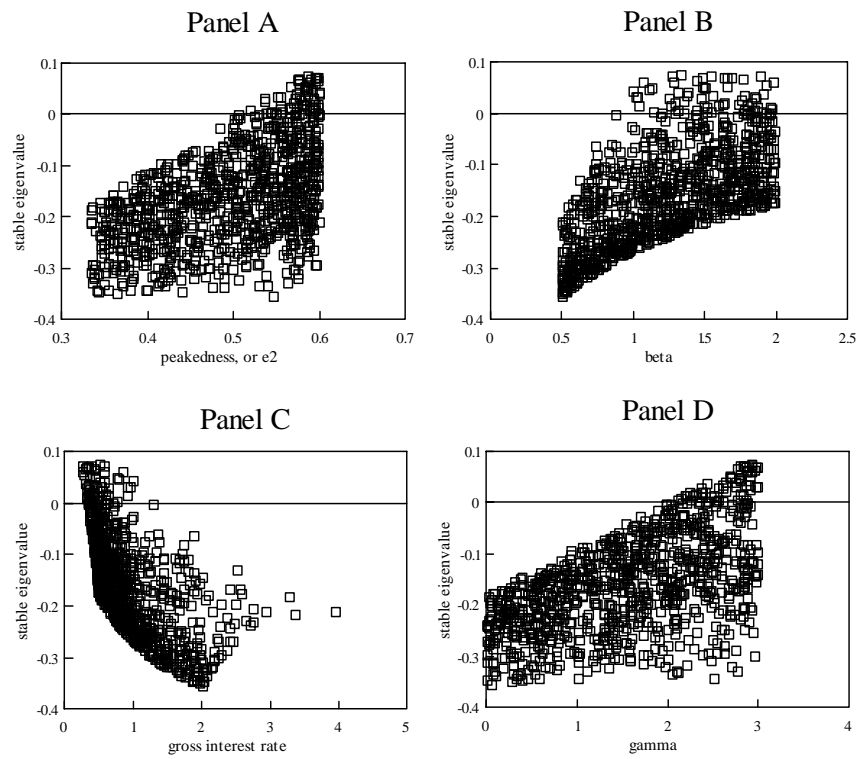 Panel A
0.1
0
-0.1
-0.2
-0.3
-0.4
stable eigenvalue
0.3 0.4 0.5 0.6 0.7
peakedness, or e2
Panel B
0.1
0
-0.1
-0.2
-0.3
-0.4
stable eigenvalue
0 0.5 1 1.5 2 2.5
beta
Panel C
0.1
0
-0.1
-0.2
-0.3
-0.4
stable eigenvalue
0 1 2 3 4 5
gross interest rate
Panel D
0.1
0
-0.1
-0.2
-0.3
-0.4
stable eigenvalue
0 1 2 3 4
gamma